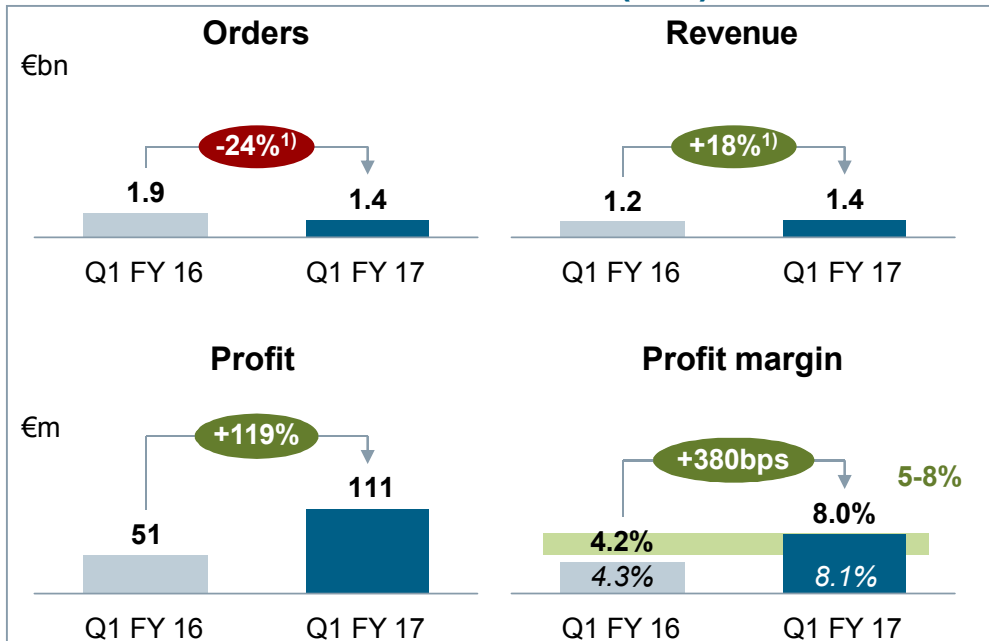 Orders
Revenue
€bn
-24%1)
+18%1)
1.9
1.4
1.2
1.4
Q1 FY 16
Q1 FY 17
Q1 FY 16
Q1 FY 17
Profit
Profit margin
€m
+119%
+380bps
5-8%
51
111
4.2%
8.0%
4.3%
8.1%
Q1 FY 16
Q1 FY 17
Q1 FY 16
Q1 FY 17